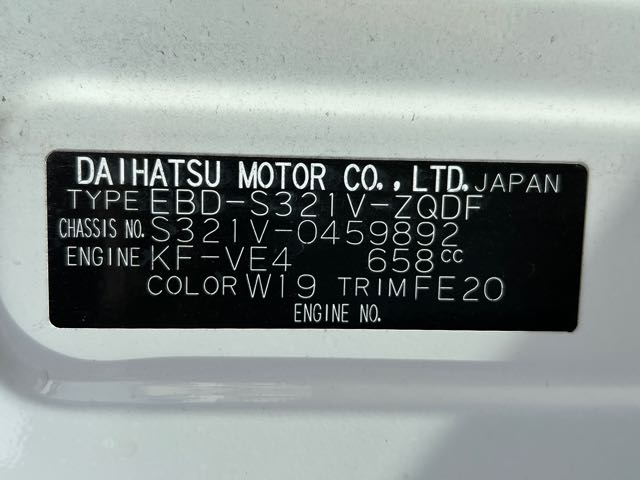 DAIHATSU MOTOR CO.,LTD. JAPAN
TYPE EBD-S321V-ZQDF
CHASSIS NO. S321V-0459892
ENGINE KF-VE4 658cc
COLOR W19 TRIM FE20
ENGINE NO.